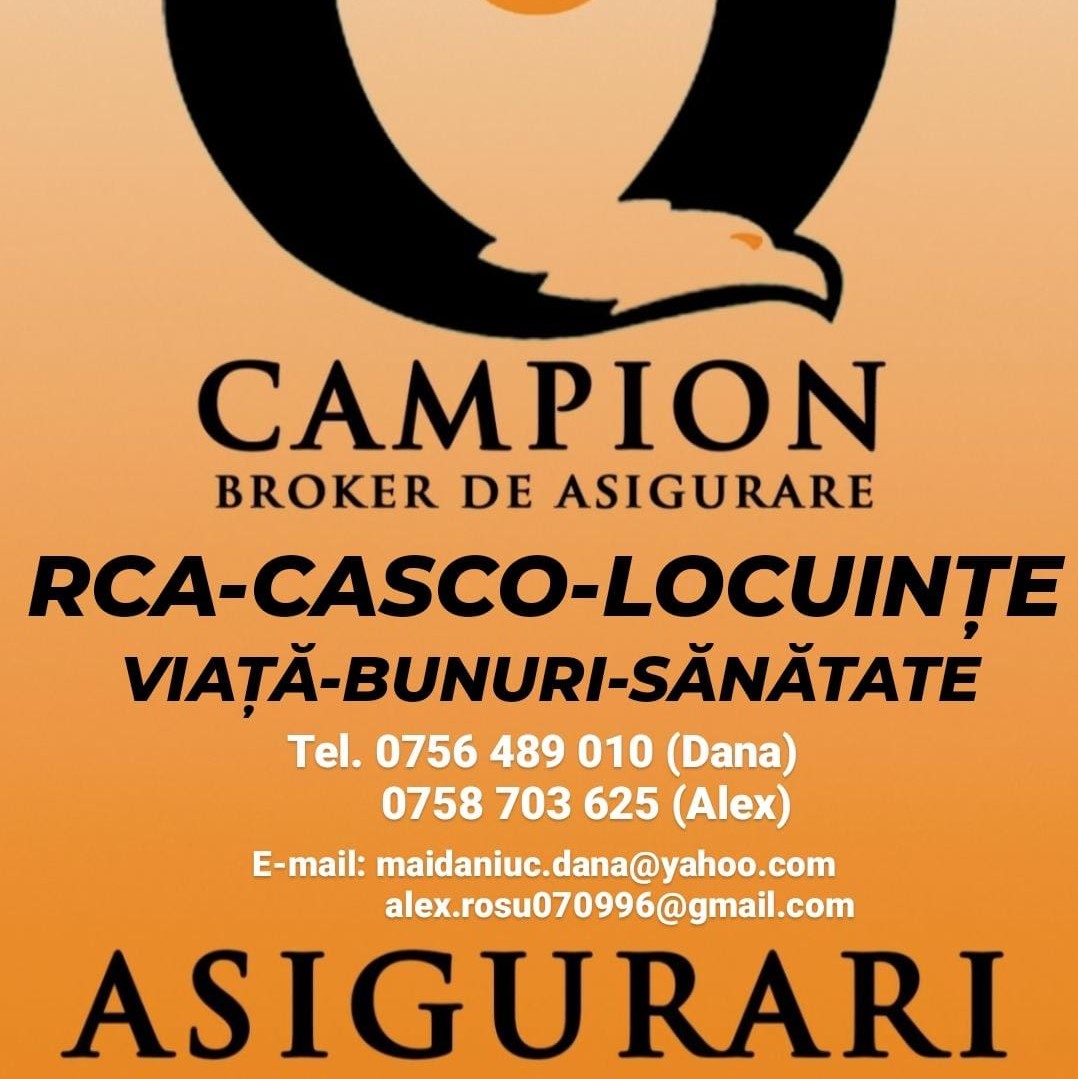 CAMPION
BROKER DE ASIGURARE
RCA-CASCO-LOCUINȚE
VIAȚĂ-BUNURI-SĂNĂTATE
Tel. 0756 489 010 (Dana)
0758 703 625 (Alex)
E-mail: maidaniuc.dana@yahoo.com
alex.rosu070996@gmail.com
ASIGURARI